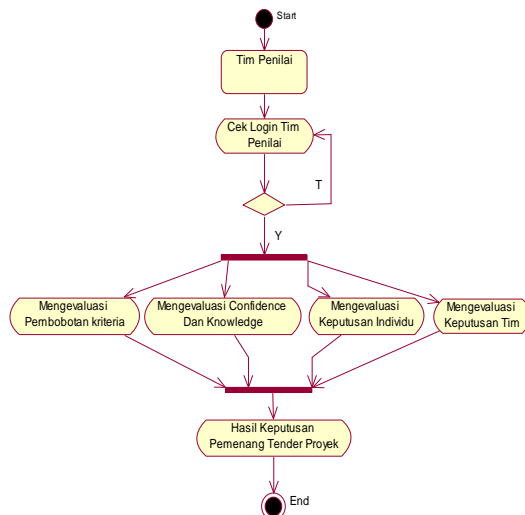 Start
Tim Penilai
Cek Login Tim
Penilai
T
Y
Mengevaluasi
Pembobotan kriteria
Mengevaluasi Confidence
Dan Knowledge
Mengevaluasi
Keputusan Individu
Mengevaluasi
Keputusan Tim
Hasil Keputusan
Pemenang Tender Proyek
End